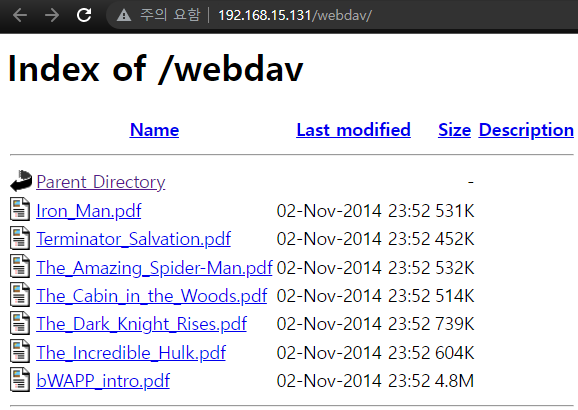 주의 요함 192.168.15.131/webdav/
Index of /webdav
Name Last modified Size Description
Parent Directory -
Iron_Man.pdf 02-Nov-2014 23:52 531K
Terminator_Salvation.pdf 02-Nov-2014 23:52 452K
The_Amazing_Spider-Man.pdf 02-Nov-2014 23:52 532K
The_Cabin_in_the_Woods.pdf 02-Nov-2014 23:52 514K
The_Dark_Knight_Rises.pdf 02-Nov-2014 23:52 739K
The_Incredible_Hulk.pdf 02-Nov-2014 23:52 604K
bWAPP_intro.pdf 02-Nov-2014 23:52 4.8M